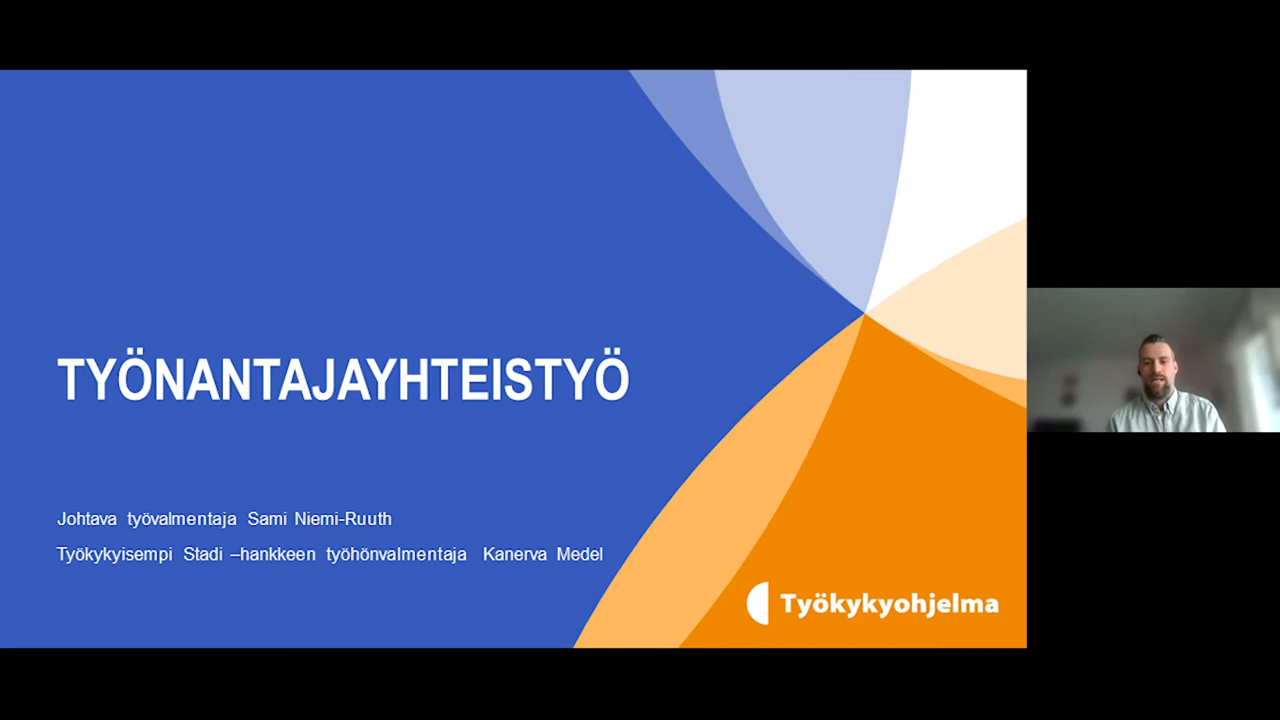 TYÖNANTAJAYHTEISTYÖ
Johtava työvalmentaja Sami Niemi-Ruuth
Työkykyisempi Stadi –hankkeen työhönvalmentaja Kanerva Medel
Työkykyohjelma